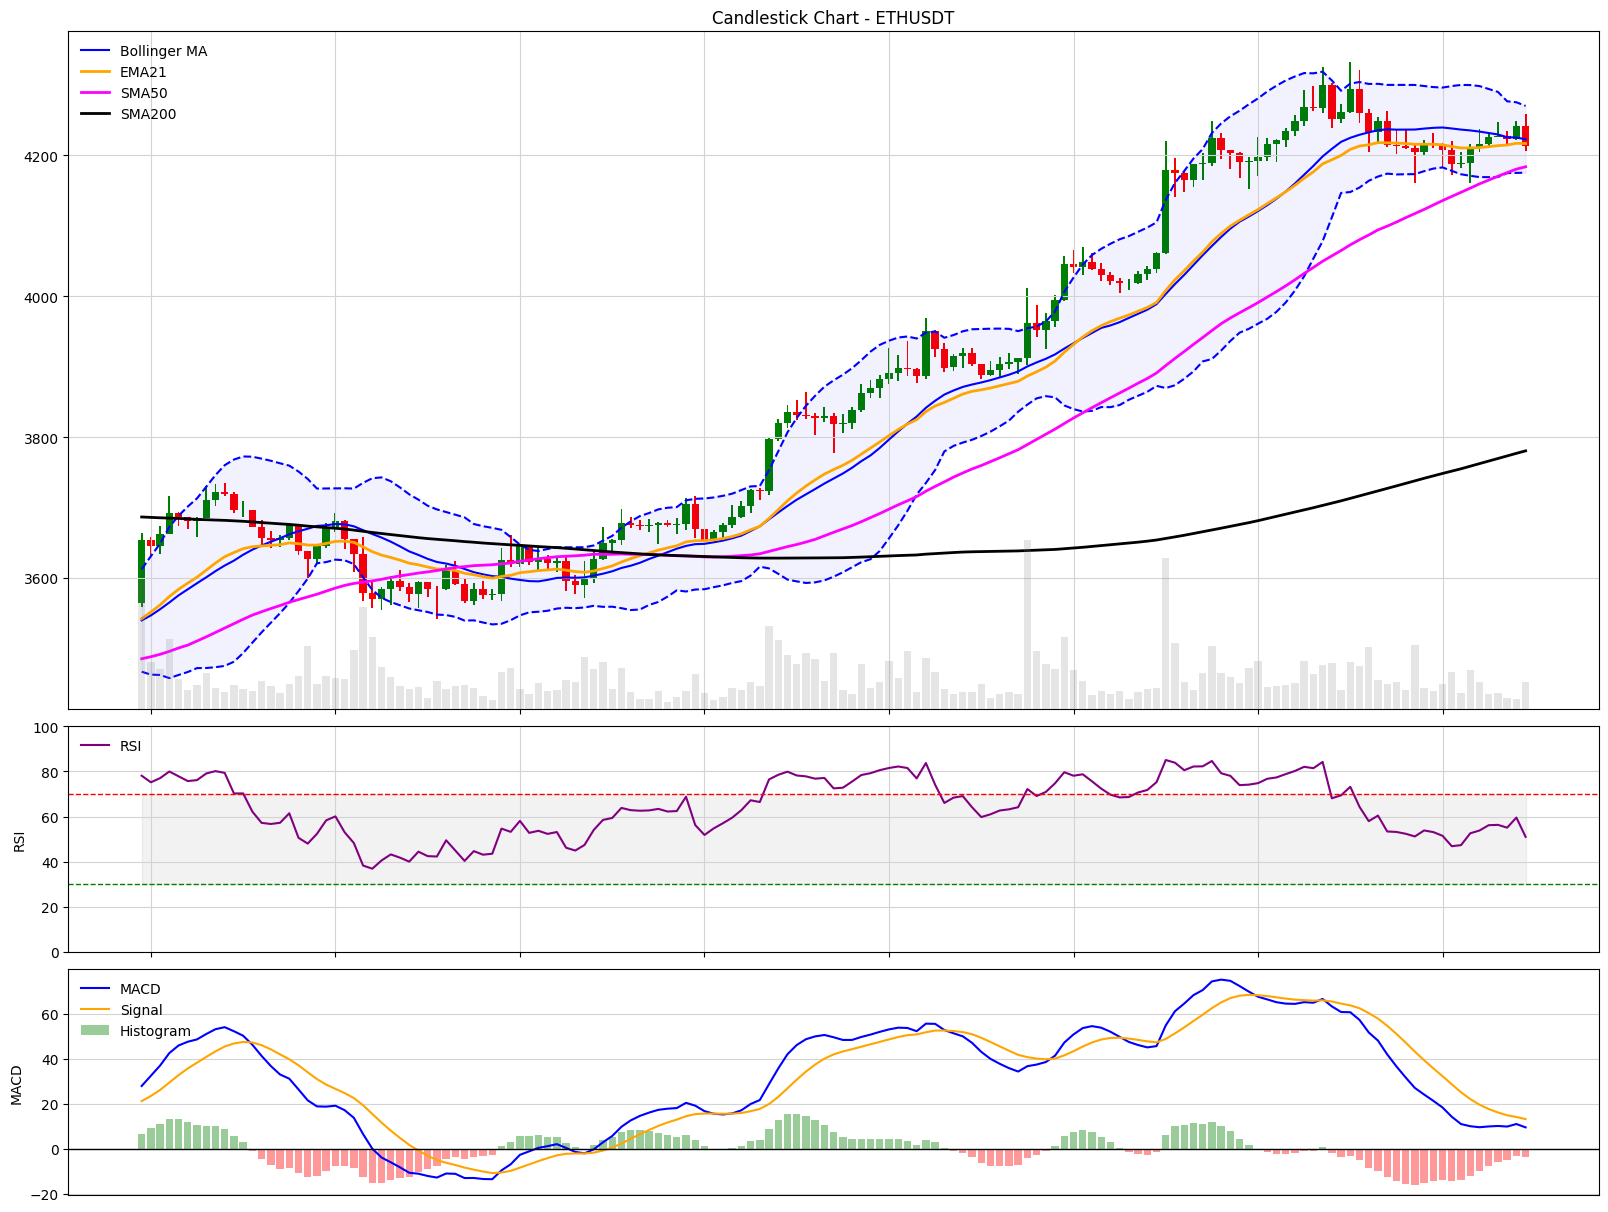 Candlestick Chart - ETHUSDT
Bollinger MA
EMA21
SMA50
SMA200
4200
4000
3800
3600
100
RSI
80
60
RSI
40
20
0
MACD
Signal
Histogram
60
40
MACD
20
0
−20